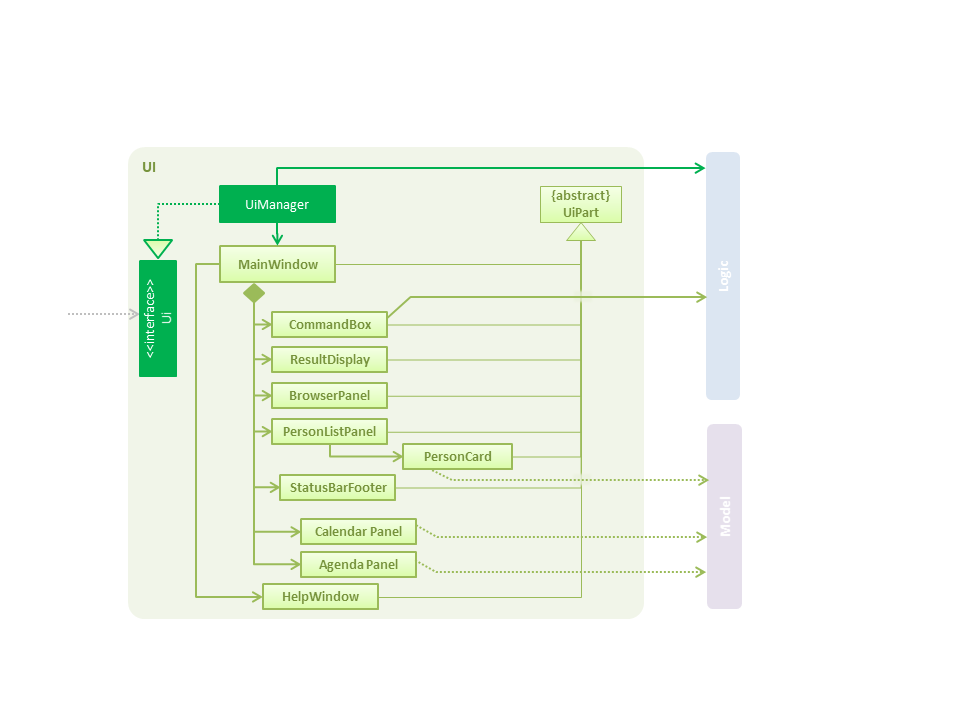 UI
UiManager
{abstract}
UiPart
MainWindow
<<interface>>
Ui
Logic
CommandBox
ResultDisplay
BrowserPanel
PersonListPanel
PersonCard
StatusBarFooter
Calendar Panel
Agenda Panel
HelpWindow
Model